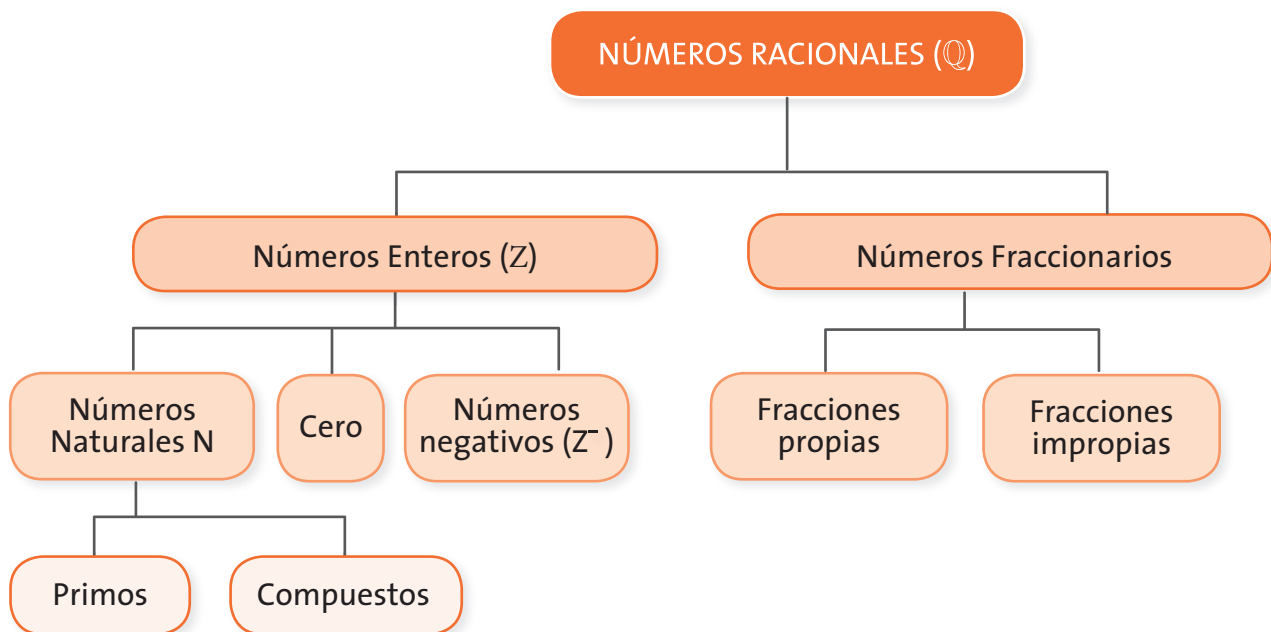 NÚMEROS RACIONALES (ℚ)
Números Enteros (Z)
Números Fraccionarios
Números
Naturales N
Cero
Números
negativos (Z⁻)
Fracciones
propias
Fracciones
impropias
Primos
Compuestos